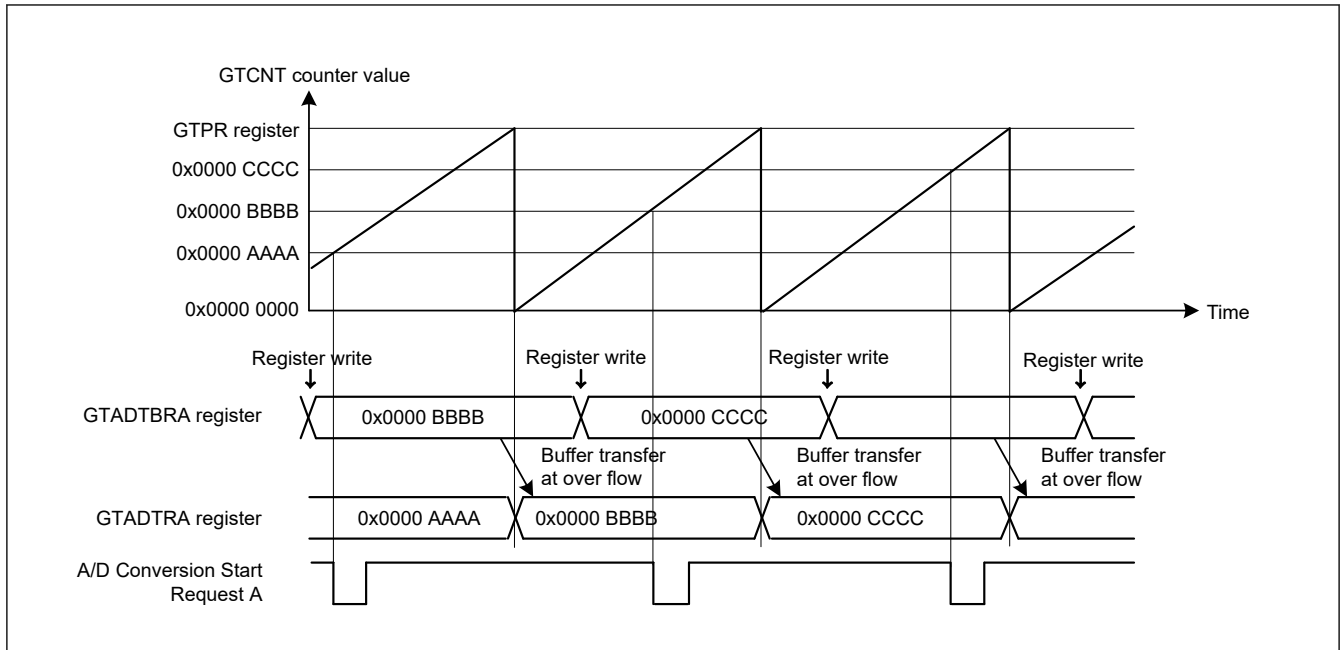 GTCNT counter value
GTPR register
0x0000 CCCC
0x0000 BBBB
0x0000 AAAA
0x0000 0000
Time
Register write
Register write
Register write
Register write
GTADTBRA register
0x0000 BBBB
0x0000 CCCC
Buffer transfer
at over flow
Buffer transfer
at over flow
Buffer transfer
at over flow
GTADTRA register
0x0000 AAAA
0x0000 BBBB
0x0000 CCCC
A/D Conversion Start
Request A